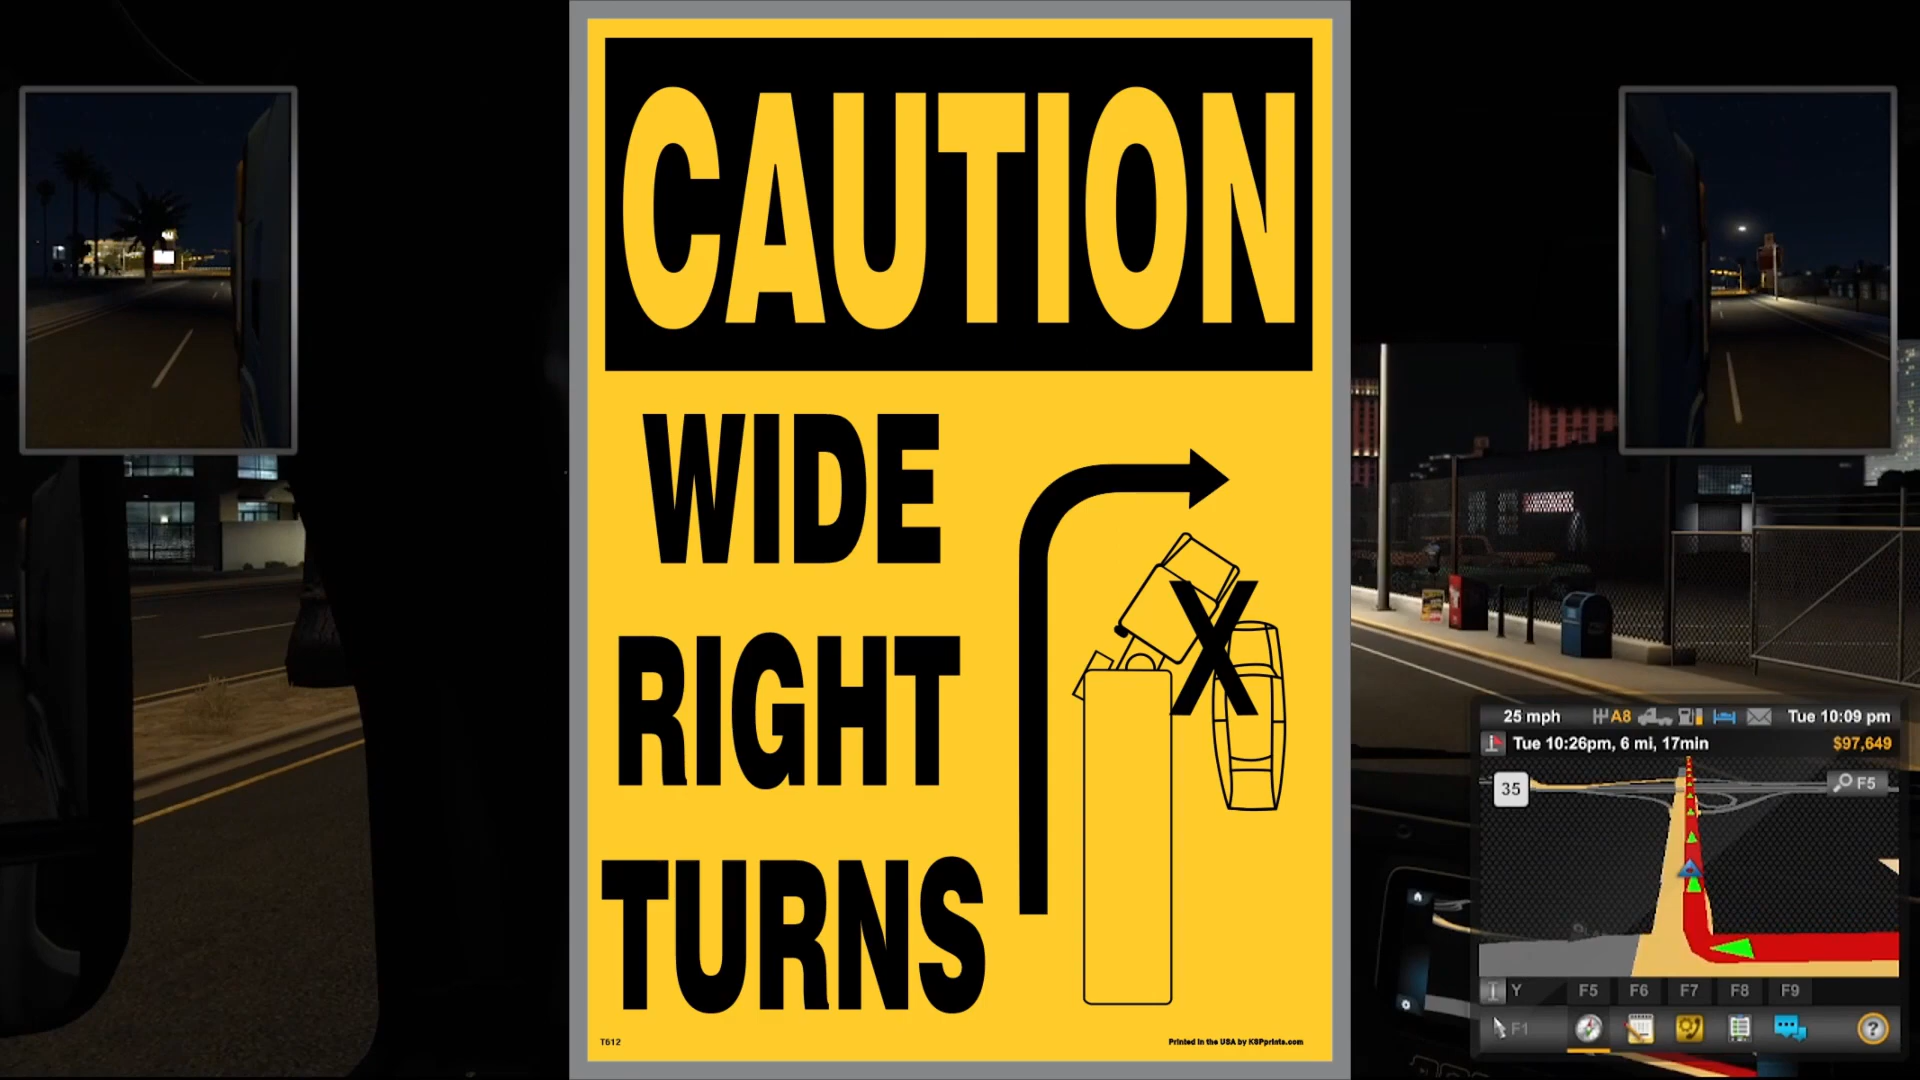 CAUTION
WIDE
RIGHT
TURNS
T612
Printed in the USA by KSPprints.com
25 mph
A8
Tue 10:09 pm
Tue 10:26pm, 6 mi, 17min
$97,649
35
F5
Y
F5
F6
F7
F8
F9
F1
?